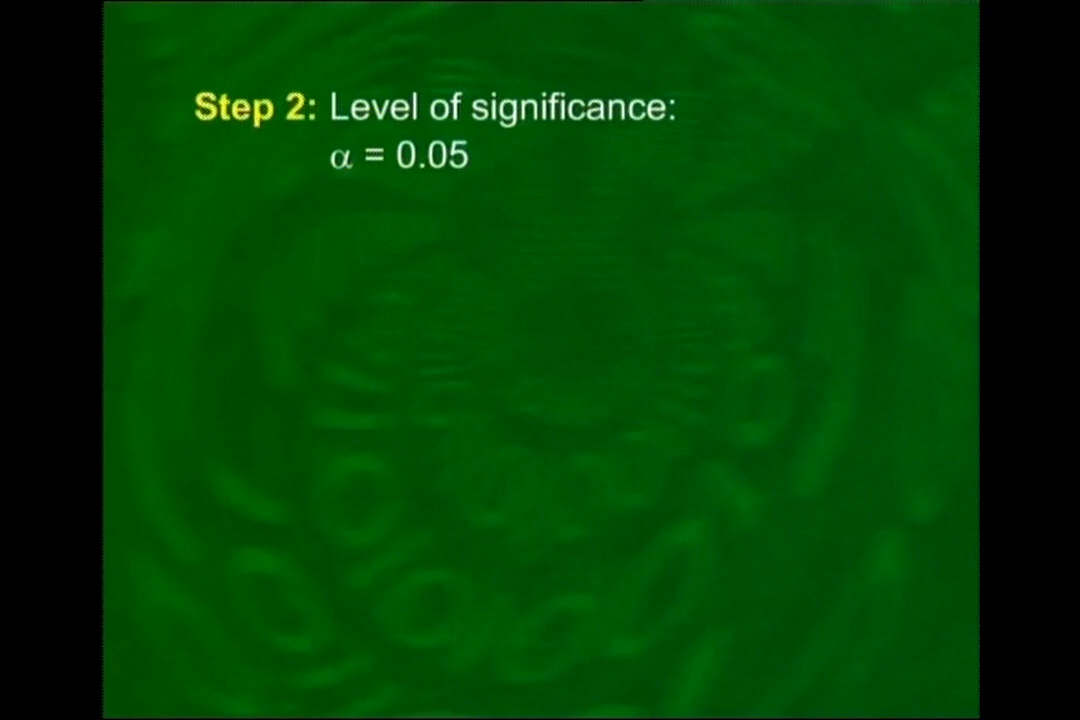 Step 2: Level of significance:
α = 0.05